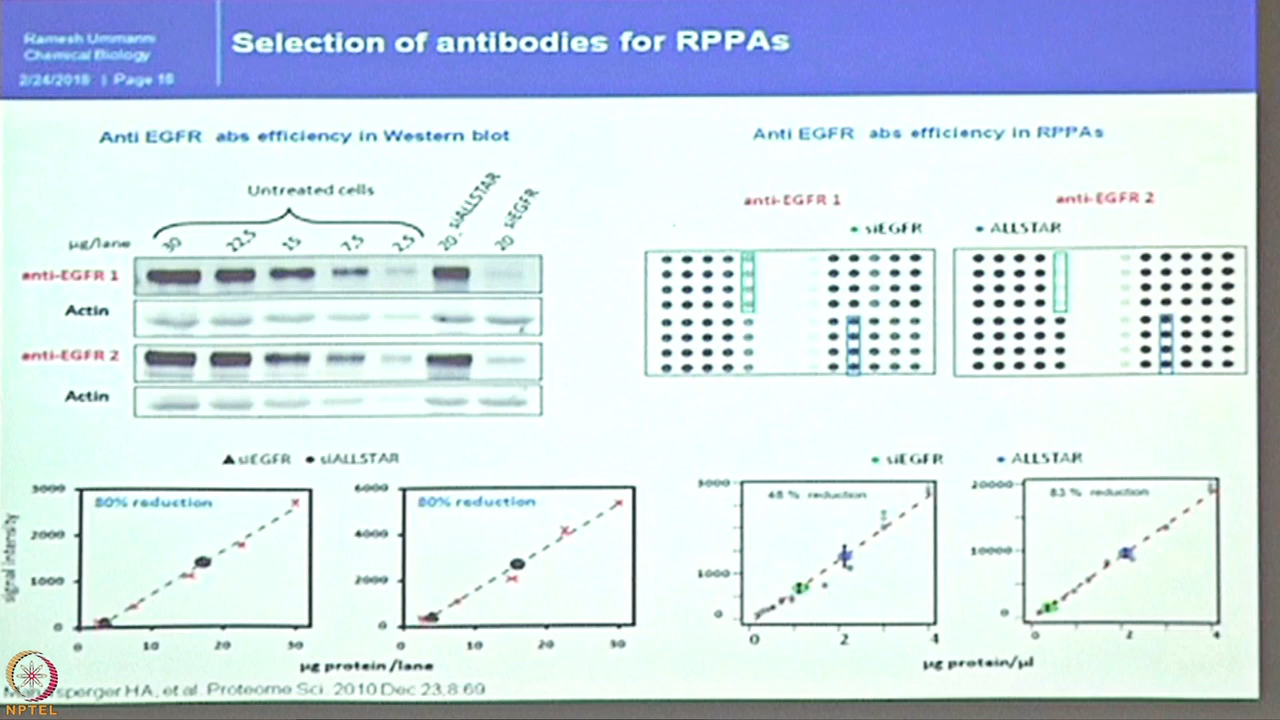 Ramesh Ummanni
Chemical Biology
2/24/2018 | Page 16
Selection of antibodies for RPPAs
Anti EGFR abs efficiency in Western blot
Untreated cells
µg/lane 30 22,5 15 7,5 2,5 20 siALLSTAR 20 siEGFR
anti-EGFR 1
Actin
anti-EGFR 2
Actin
siEGFR siALLSTAR
80% reduction
3000
2000
1000
0
0 10 20 30
signal intensity
80% reduction
6000
4000
2000
0
0 10 20 30
µg protein/lane
Anti EGFR abs efficiency in RPPAs
anti-EGFR 1 anti-EGFR 2
siEGFR ALLSTAR
siEGFR ALLSTAR
48 % reduction
1000
0
0 2 4
83 % reduction
20000
10000
0
0 2 4
µg protein/µl
HA, et al. Proteome Sci. 2010 Dec 23,8:69
NPTEL